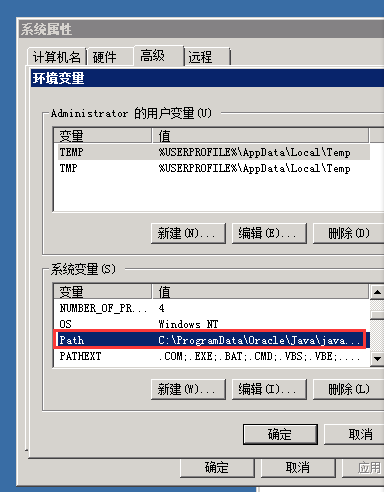 系统属性
计算机名 硬件 高级 远程
环境变量
Administrator 的用户变量(U)
变量 值
TEMP %USERPROFILE%\AppData\Local\Temp
TMP %USERPROFILE%\AppData\Local\Temp
新建(N)... 编辑(E)... 删除(D)
系统变量(S)
变量 值
NUMBER_OF_PR... 4
OS Windows_NT
Path C:\ProgramData\Oracle\Java\java...
PATHEXT .COM;.EXE;.BAT;.CMD;.VBS;.VBE;....
新建(W)... 编辑(I)... 删除(L)
确定 取消
确定 取消 应用